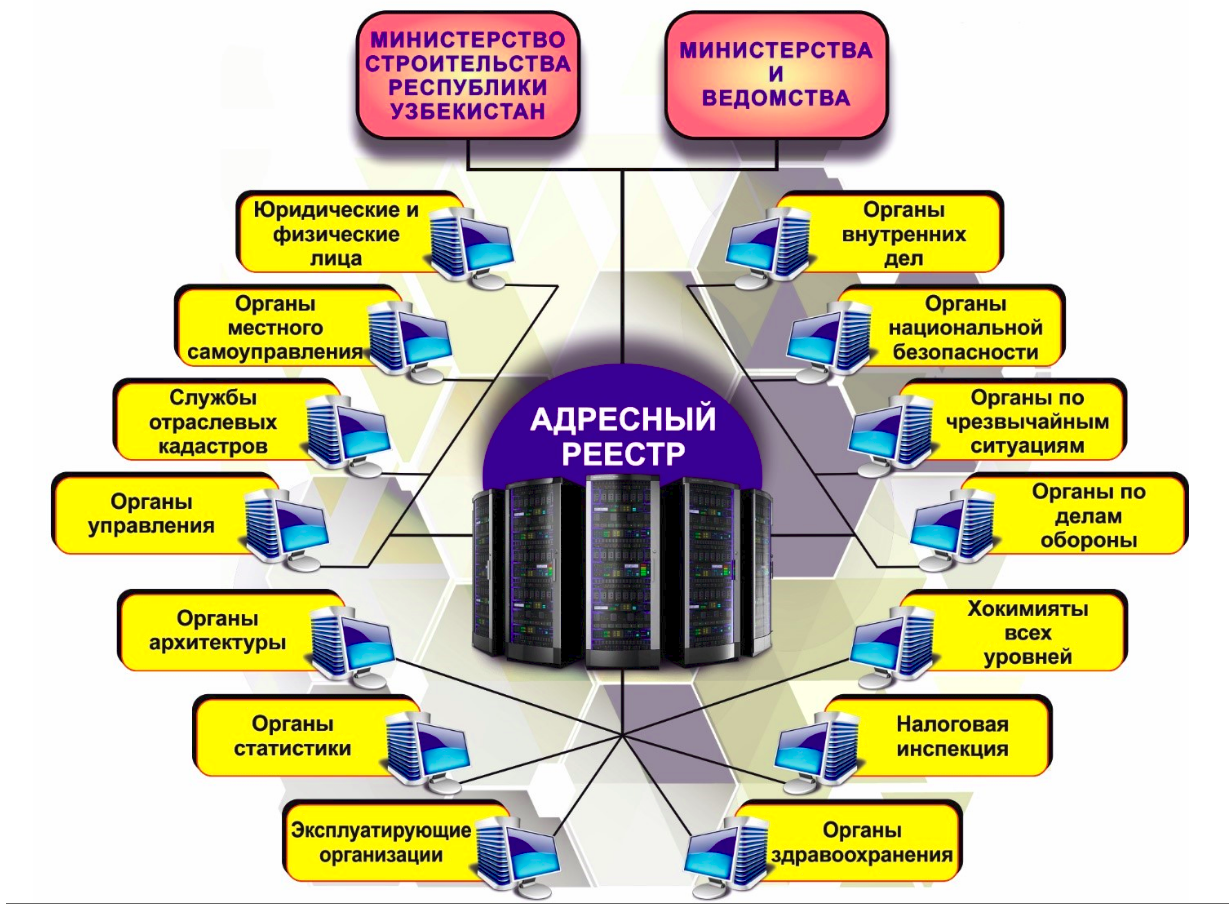 МИНИСТЕРСТВО
СТРОИТЕЛЬСТВА
РЕСПУБЛИКИ
УЗБЕКИСТАН
МИНИСТЕРСТВА
И
ВЕДОМСТВА
Юридические и
физические
лица
Органы
внутренних
дел
Органы
местного
самоуправления
Органы
национальной
безопасности
Службы
отраслевых
кадастров
Органы по
чрезвычайным
ситуациям
АДРЕСНЫЙ
РЕЕСТР
Органы
управления
Органы по
делам
обороны
Органы
архитектуры
Хокимияты
всех
уровней
Органы
статистики
Налоговая
инспекция
Эксплуатирующие
организации
Органы
здравоохранения